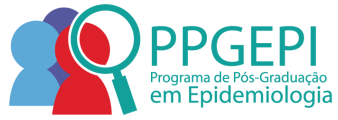 PPGEPI
Programa de Pós-Graduação
em Epidemiologia